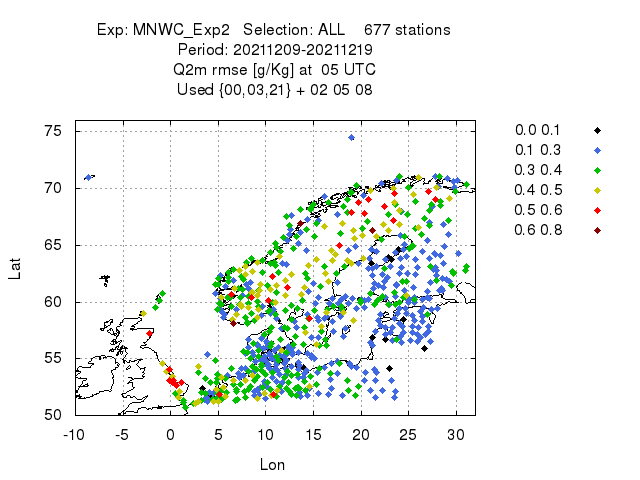 Exp: MNWC_Exp2 Selection: ALL 677 stations
Period: 20211209-20211219
Q2m rmse [g/Kg] at 05 UTC
Used {00,03,21} + 02 05 08
0.0 0.1
0.1 0.3
0.3 0.4
0.4 0.5
0.5 0.6
0.6 0.8
75
70
65
60
55
50
Lat
-10 -5 0 5 10 15 20 25 30
Lon